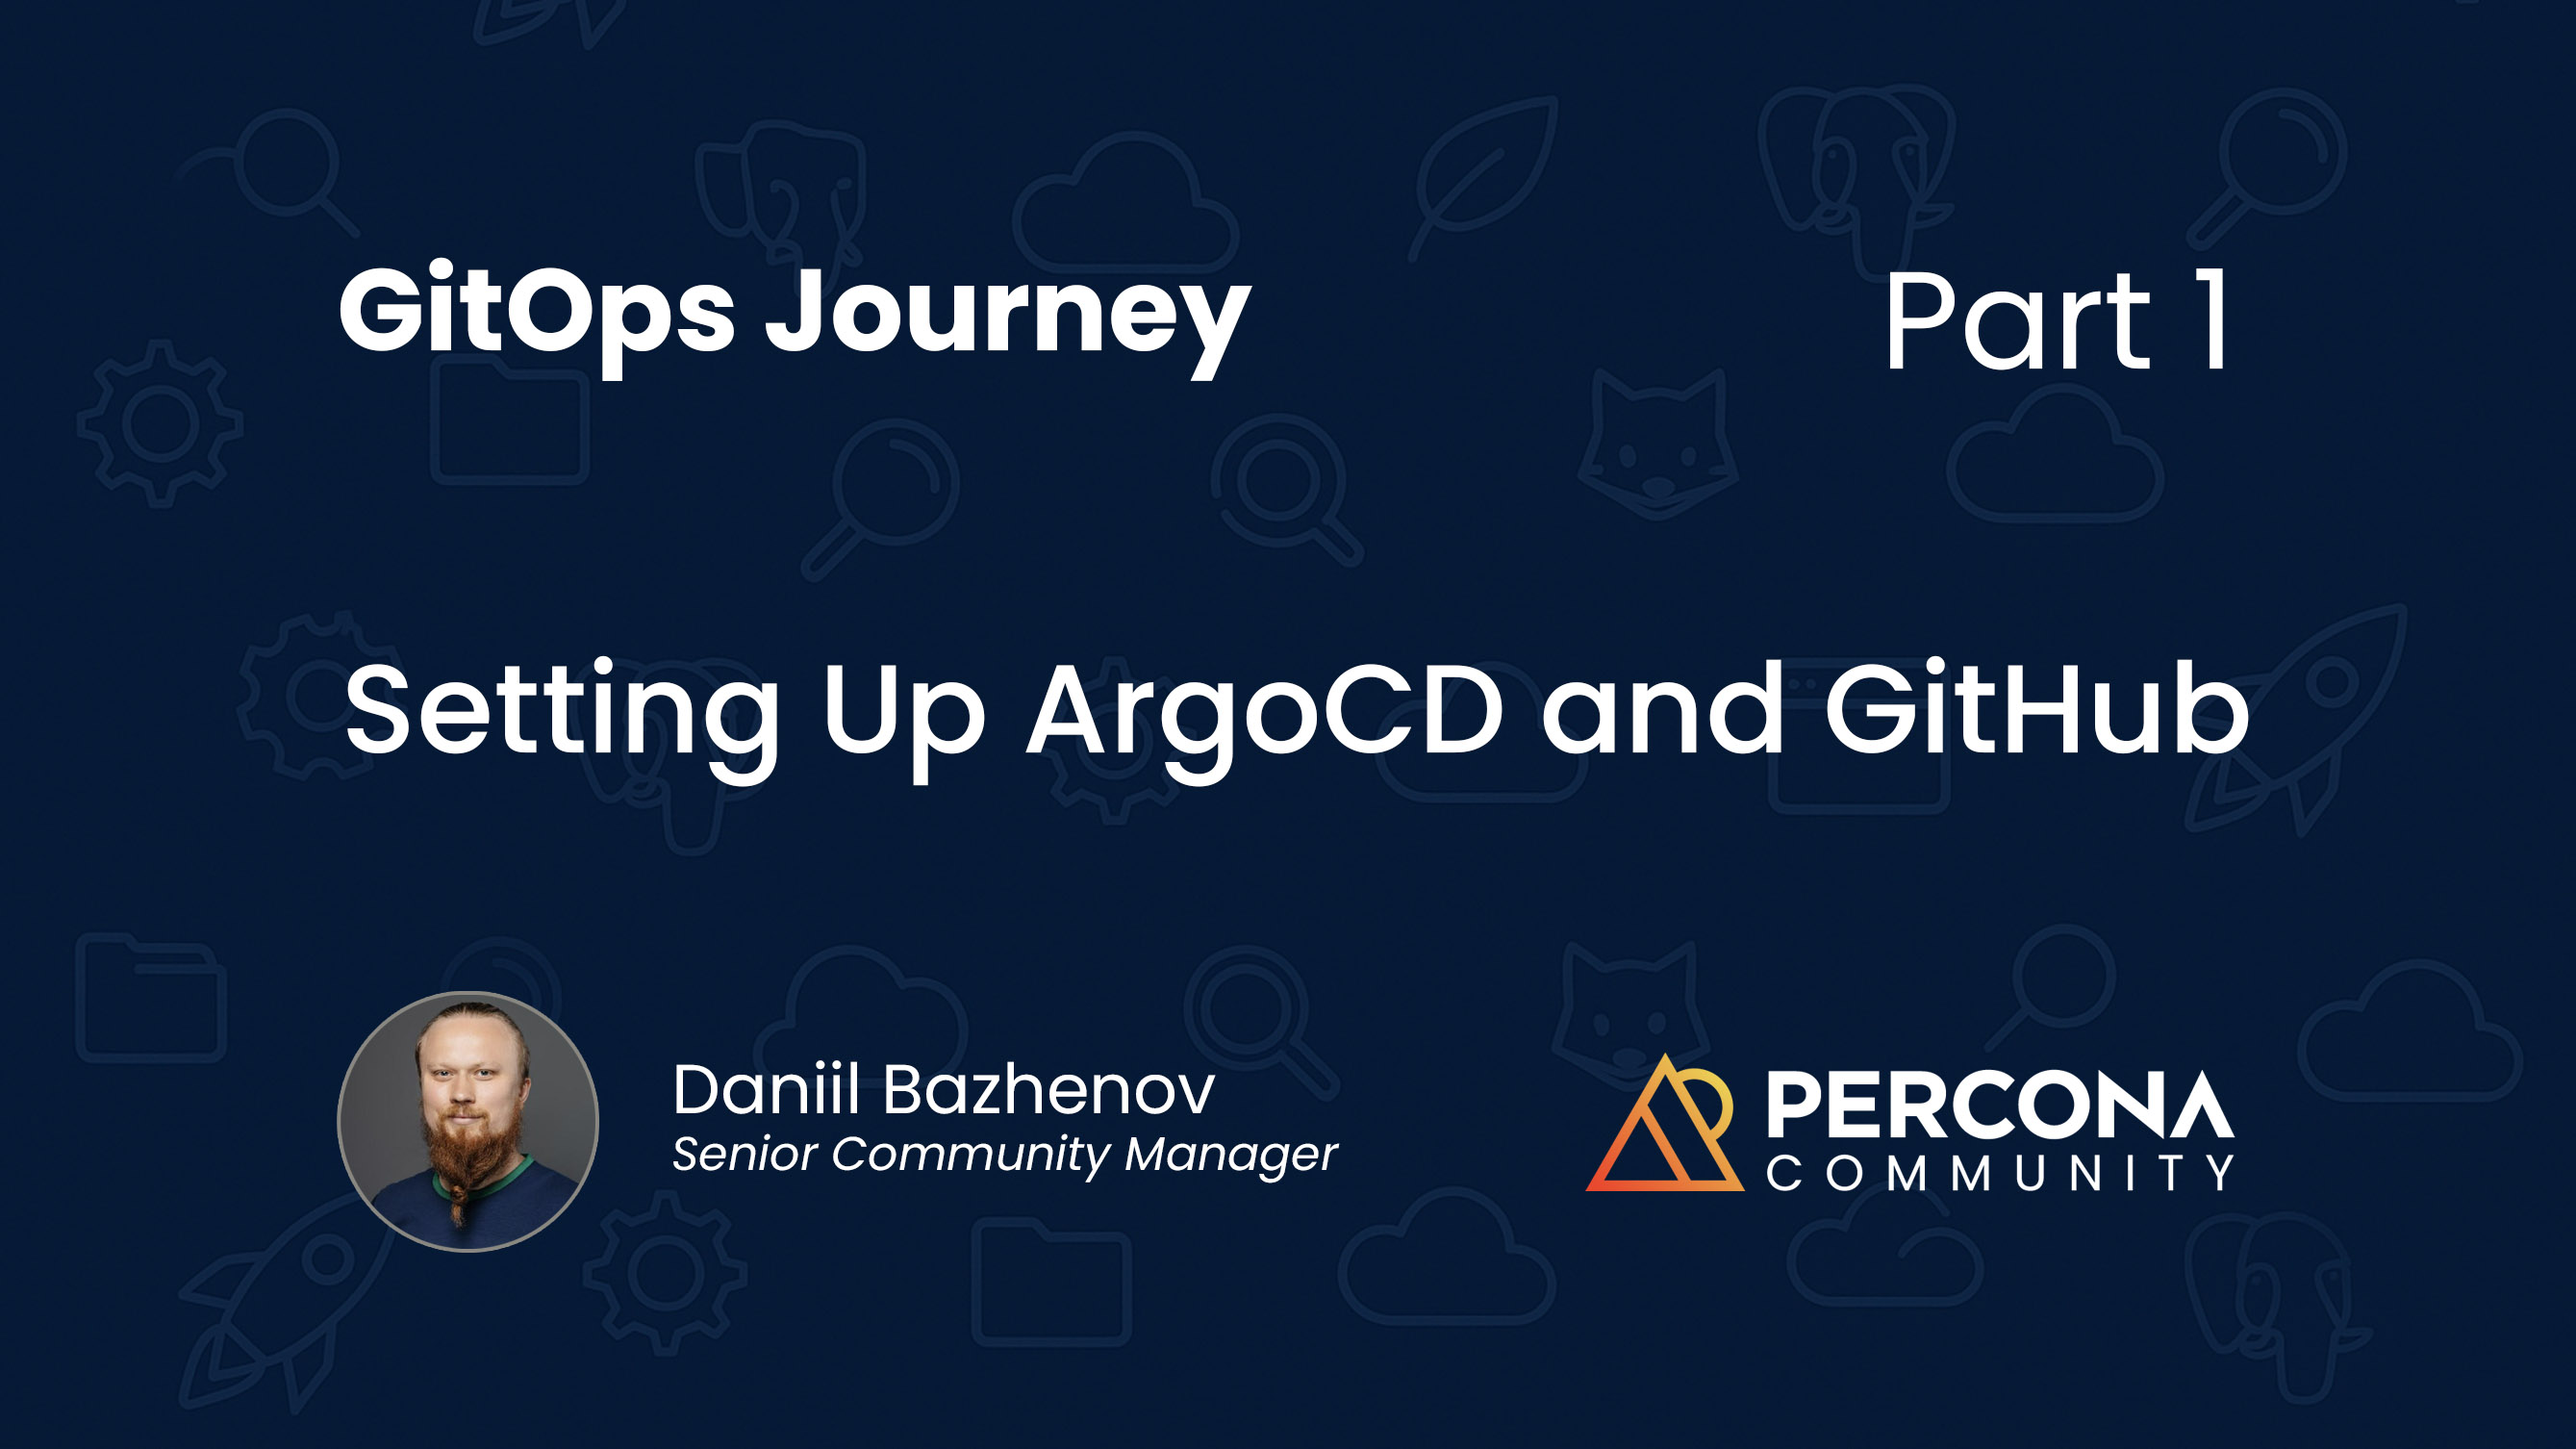 GitOps Journey
Part 1
Setting Up ArgoCD and GitHub
Daniil Bazhenov
Senior Community Manager
PERCONA
COMMUNITY